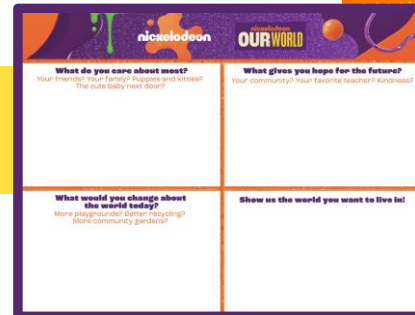 nickelodeon
nickelodeon
OURWORLD
What do you care about most?
Your friends? Your family? Puppies and kitties?
The cute baby next door?
What gives you hope for the future?
Your community? Your favorite teacher? Kindness?
What would you change about
the world today?
More playgrounds? Better recycling?
More community gardens?
Show us the world you want to live in!